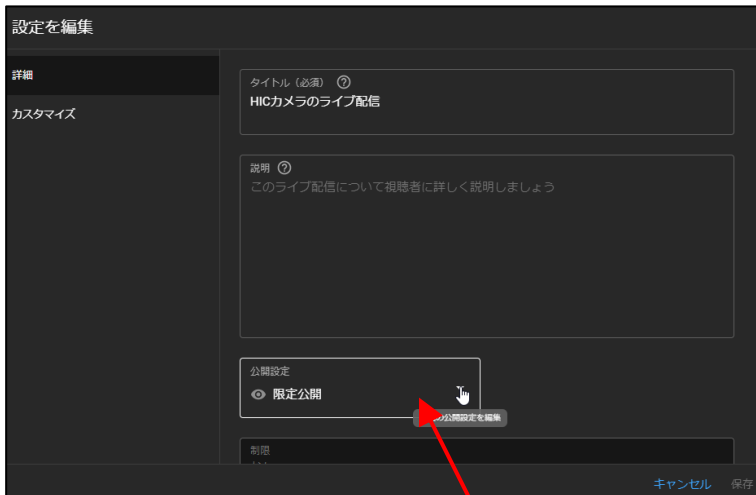 設定を編集
詳細
カスタマイズ
タイトル（必須）
HICカメラのライブ配信
説明
このライブ配信について視聴者に詳しく説明しましょう
公開設定
限定公開
の公開設定を編集
制限
キャンセル 保存